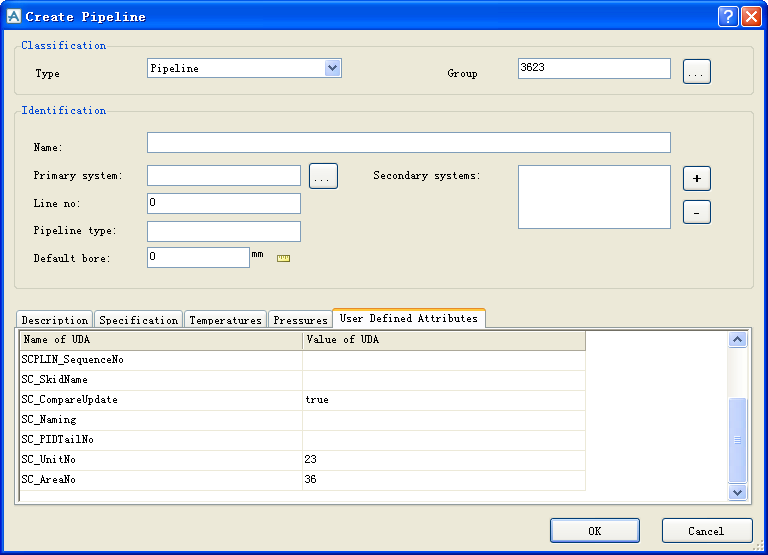 Create Pipeline
Classification
Type Pipeline Group 3623 ...
Identification
Name:
Primary system: ... Secondary systems: +
Line no: 0 -
Pipeline type:
Default bore: 0 mm
Description Specification Temperatures Pressures User Defined Attributes
Name of UDA Value of UDA
SCPLIN_SequenceNo
SC_SkidName
SC_CompareUpdate true
SC_Naming
SC_PIDTailNo
SC_UnitNo 23
SC_AreaNo 36
OK Cancel